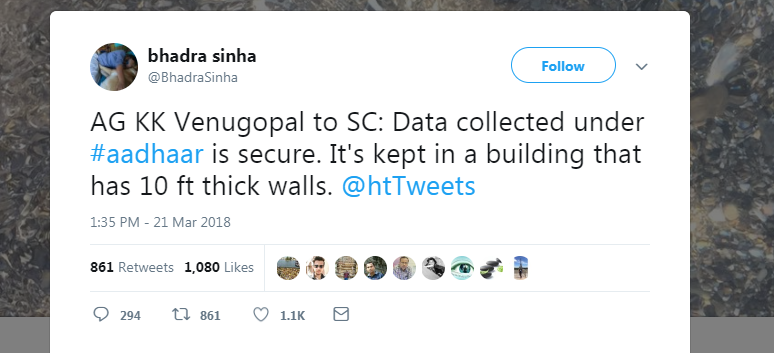 bhadra sinha
@BhadraSinha
Follow
AG KK Venugopal to SC: Data collected under
#aadhaar is secure. It's kept in a building that
has 10 ft thick walls. @htTweets
1:35 PM - 21 Mar 2018
861 Retweets 1,080 Likes
294 861 1.1K